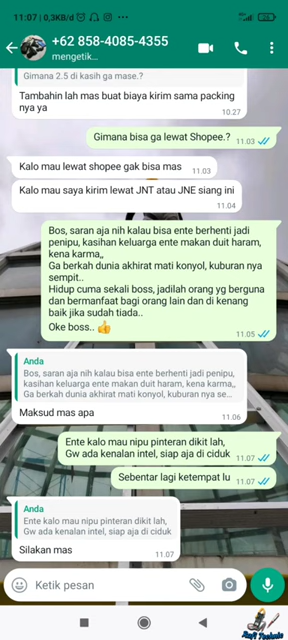 11:07 | 0,3KB/d
+62 858-4085-4355
mengetik...
Gimana 2.5 di kasih ga mase.?
Tambahin lah mas buat biaya kirim sama packing
nya ya
10.27
Gimana bisa ga lewat Shopee.?
11.03
Kalo mau lewat shopee gak bisa mas
11.03
Kalo mau saya kirim lewat JNT atau JNE siang ini
11.04
Bos, saran aja nih kalau bisa ente berhenti jadi
penipu, kasihan keluarga ente makan duit haram,
kena karma,,
Ga berkah dunia akhirat mati konyol, kuburan nya
sempit..
Hidup cuma sekali boss, jadilah orang yg berguna
dan bermanfaat bagi orang lain dan di kenang
baik jika sudah tiada..
Oke boss.. 👍
11.05
Anda
Bos, saran aja nih kalau bisa ente berhenti jadi penipu,
kasihan keluarga ente makan duit haram, kena karma,,
Ga berkah dunia akhirat mati konyol, kuburan nya se...
Maksud mas apa
11.06
Ente kalo mau nipu pinteran dikit lah,
Gw ada kenalan intel, siap aja di ciduk
11.07
Sebentar lagi ketempat lu
11.07
Anda
Ente kalo mau nipu pinteran dikit lah,
Gw ada kenalan intel, siap aja di ciduk
Silakan mas
11.07
Ketik pesan